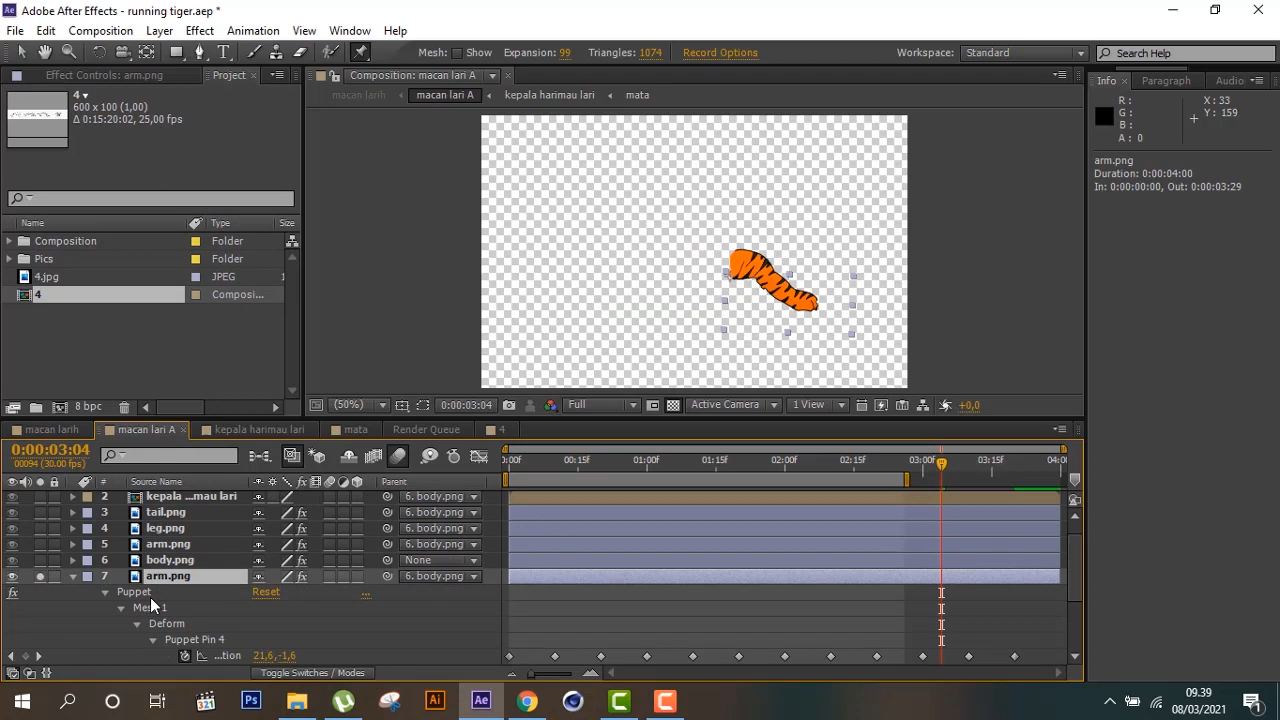 Ae Adobe After Effects - running tiger.aep *
File Edit Composition Layer Effect Animation View Window Help
Mesh: Show Expansion: 99 Triangles: 1074 Record Options Workspace: Standard Search Help
Effect Controls: arm.png Project Composition: macan lari A Info Paragraph Audio
4
600 x 100 (1,00)
Δ 0:15:20:02, 25,00 fps
macan larih macan lari A kepala harimau lari mata
R : X : 33
G : Y : 159
B :
A : 0
arm.png
Duration: 0:00:04:00
In: 0:00:00:00, Out: 0:00:03:29
Name Type Size
Composition Folder
Pics Folder
4.jpg JPEG 1
4 Composi...
8 bpc (50%) 0:00:03:04 Full Active Camera 1 View +0,0
macan larih macan lari A kepala harimau lari mata Render Queue 4
0:00:03:04
00094 (30.00 fps)
:00f 00:15f 01:00f 01:15f 02:00f 02:15f 03:00f 03:15f 04:00
# Source Name Parent
2 kepala ...mau lari 6. body.png
3 tail.png 6. body.png
4 leg.png 6. body.png
5 arm.png 6. body.png
6 body.png None
7 arm.png 6. body.png
Puppet Reset ...
Mesh 1
Deform
Puppet Pin 4
...tion 21,6,-1,6
Toggle Switches / Modes
Ps Ai Ae
09.39
08/03/2021
1